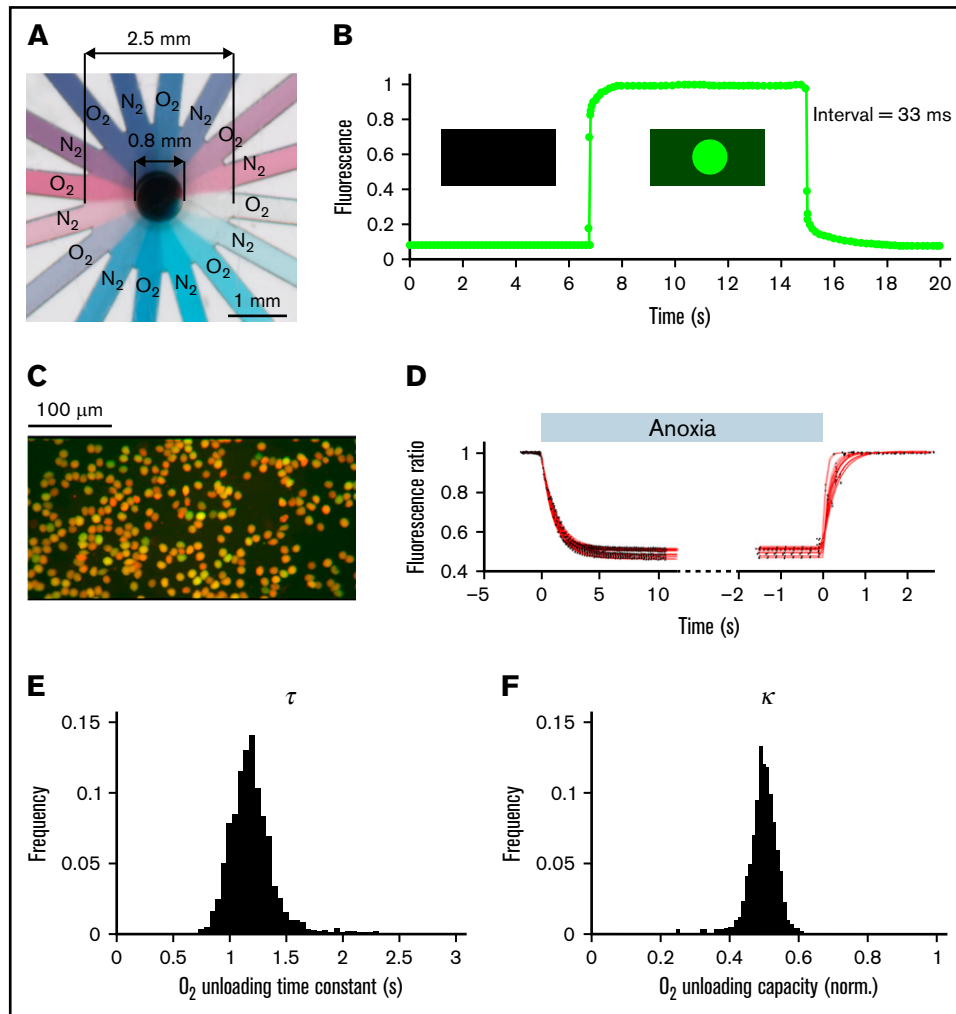 A
2.5 mm
O₂
N₂
O₂
N₂
O₂
N₂
0.8 mm
N₂
O₂
O₂
N₂
N₂
O₂
O₂
N₂
O₂
N₂
1 mm
B
Fluorescence
1
0.8
0.6
0.4
0.2
0
Interval = 33 ms
0 2 4 6 8 10 12 14 16 18 20
Time (s)
C
100 µm
D
Anoxia
Fluorescence ratio
1
0.8
0.6
0.4
−5 0 5 10 −2 −1 0 1 2
Time (s)
E
τ
Frequency
0.15
0.1
0.05
0
0 0.5 1 1.5 2 2.5 3
O₂ unloading time constant (s)
F
κ
Frequency
0.15
0.1
0.05
0
0 0.2 0.4 0.6 0.8 1
O₂ unloading capacity (norm.)